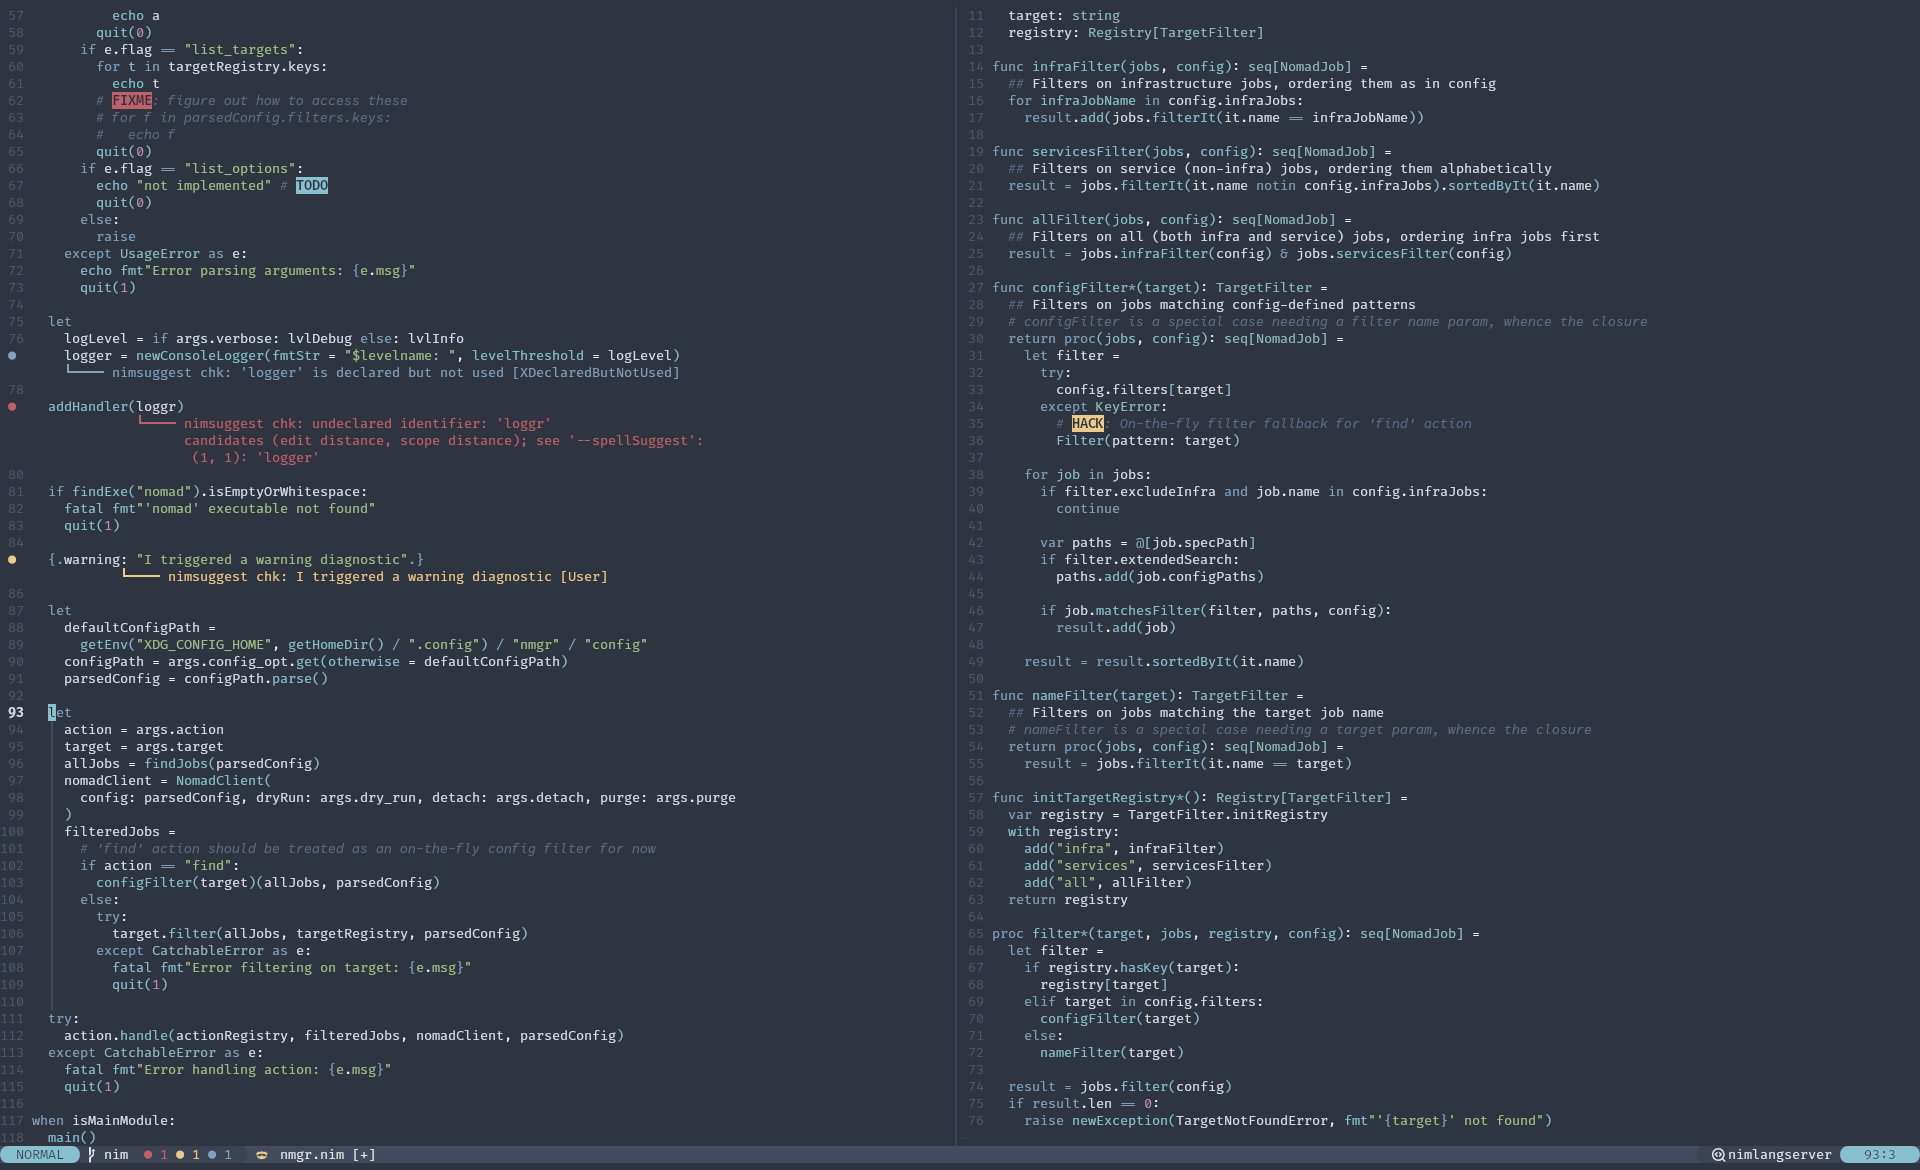 57           echo a
58         quit(0)
59       if e.flag == "list_targets":
60         for t in targetRegistry.keys:
61           echo t
62         # FIXME: figure out how to access these
63         # for f in parsedConfig.filters.keys:
64         #   echo f
65         quit(0)
66       if e.flag == "list_options":
67         echo "not implemented" # TODO
68         quit(0)
69       else:
70         raise
71     except UsageError as e:
72       echo fmt"Error parsing arguments: {e.msg}"
73       quit(1)
74
75   let
76     logLevel = if args.verbose: lvlDebug else: lvlInfo
●    logger = newConsoleLogger(fmtStr = "$levelname: ", levelThreshold = logLevel)
          nimsuggest chk: 'logger' is declared but not used [XDeclaredButNotUsed]
78
●  addHandler(loggr)
                   nimsuggest chk: undeclared identifier: 'loggr'
                   candidates (edit distance, scope distance); see '--spellSuggest':
                    (1, 1): 'logger'
80
81   if findExe("nomad").isEmptyOrWhitespace:
82     fatal fmt"'nomad' executable not found"
83     quit(1)
84
●  {.warning: "I triggered a warning diagnostic".}
                 nimsuggest chk: I triggered a warning diagnostic [User]
86
87   let
88     defaultConfigPath =
89       getEnv("XDG_CONFIG_HOME", getHomeDir() / ".config") / "nmgr" / "config"
90     configPath = args.config_opt.get(otherwise = defaultConfigPath)
91     parsedConfig = configPath.parse()
92
93   let
94     action = args.action
95     target = args.target
96     allJobs = findJobs(parsedConfig)
97     nomadClient = NomadClient(
98       config: parsedConfig, dryRun: args.dry_run, detach: args.detach, purge: args.purge
99     )
100    filteredJobs =
101      # 'find' action should be treated as an on-the-fly config filter for now
102      if action == "find":
103        configFilter(target)(allJobs, parsedConfig)
104      else:
105        try:
106          target.filter(allJobs, targetRegistry, parsedConfig)
107        except CatchableError as e:
108          fatal fmt"Error filtering on target: {e.msg}"
109          quit(1)
110
111  try:
112    action.handle(actionRegistry, filteredJobs, nomadClient, parsedConfig)
113  except CatchableError as e:
114    fatal fmt"Error handling action: {e.msg}"
115    quit(1)
116
117 when isMainModule:
118   main()
11   target: string
12   registry: Registry[TargetFilter]
13
14 func infraFilter(jobs, config): seq[NomadJob] =
15   ## Filters on infrastructure jobs, ordering them as in config
16   for infraJobName in config.infraJobs:
17     result.add(jobs.filterIt(it.name == infraJobName))
18
19 func servicesFilter(jobs, config): seq[NomadJob] =
20   ## Filters on service (non-infra) jobs, ordering them alphabetically
21   result = jobs.filterIt(it.name notin config.infraJobs).sortedByIt(it.name)
22
23 func allFilter(jobs, config): seq[NomadJob] =
24   ## Filters on all (both infra and service) jobs, ordering infra jobs first
25   result = jobs.infraFilter(config) & jobs.servicesFilter(config)
26
27 func configFilter*(target): TargetFilter =
28   ## Filters on jobs matching config-defined patterns
29   # configFilter is a special case needing a filter name param, whence the closure
30   return proc(jobs, config): seq[NomadJob] =
31     let filter =
32       try:
33         config.filters[target]
34       except KeyError:
35         # HACK: On-the-fly filter fallback for 'find' action
36         Filter(pattern: target)
37
38     for job in jobs:
39       if filter.excludeInfra and job.name in config.infraJobs:
40         continue
41
42       var paths = @[job.specPath]
43       if filter.extendedSearch:
44         paths.add(job.configPaths)
45
46       if job.matchesFilter(filter, paths, config):
47         result.add(job)
48
49     result = result.sortedByIt(it.name)
50
51 func nameFilter(target): TargetFilter =
52   ## Filters on jobs matching the target job name
53   # nameFilter is a special case needing a target param, whence the closure
54   return proc(jobs, config): seq[NomadJob] =
55     result = jobs.filterIt(it.name == target)
56
57 func initTargetRegistry*(): Registry[TargetFilter] =
58   var registry = TargetFilter.initRegistry
59   with registry:
60     add("infra", infraFilter)
61     add("services", servicesFilter)
62     add("all", allFilter)
63   return registry
64
65 proc filter*(target, jobs, registry, config): seq[NomadJob] =
66   let filter =
67     if registry.hasKey(target):
68       registry[target]
69     elif target in config.filters:
70       configFilter(target)
71     else:
72       nameFilter(target)
73
74   result = jobs.filter(config)
75   if result.len == 0:
76     raise newException(TargetNotFoundError, fmt"'{target}' not found")
~
NORMAL nim ● 1 ● 1 ● 1 nmgr.nim [+] nimlangserver 93:3